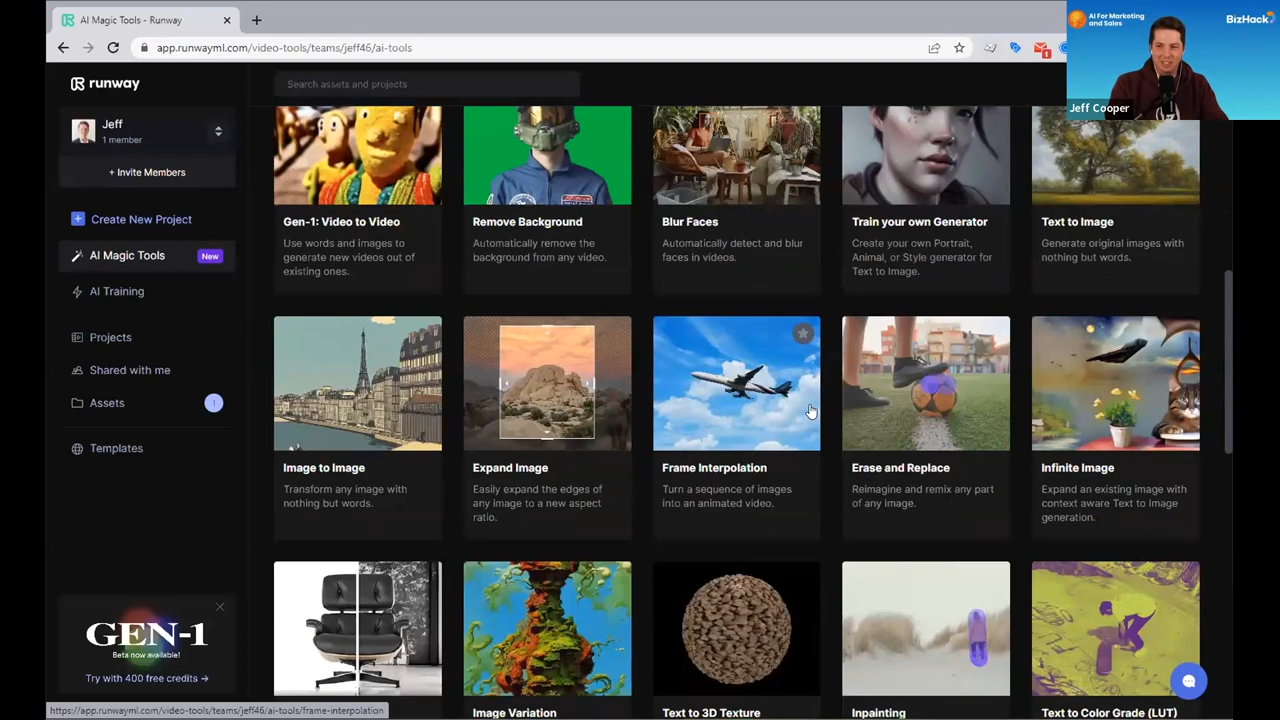 AI Magic Tools - Runway
app.runwayml.com/video-tools/teams/jeff46/ai-tools
AI For Marketing
and Sales
BizHack
Jeff Cooper
runway
Search assets and projects
Jeff
1 member
+ Invite Members
Create New Project
AI Magic Tools
New
AI Training
Projects
Shared with me
Assets
1
Templates
GEN-1
Beta now available!
Try with 400 free credits →
Gen-1: Video to Video
Use words and images to
generate new videos out of
existing ones.
Remove Background
Automatically remove the
background from any video.
Blur Faces
Automatically detect and blur
faces in videos.
Train your own Generator
Create your own Portrait,
Animal, or Style generator for
Text to Image.
Text to Image
Generate original images with
nothing but words.
Image to Image
Transform any image with
nothing but words.
Expand Image
Easily expand the edges of
any image to a new aspect
ratio.
Frame Interpolation
Turn a sequence of images
into an animated video.
Erase and Replace
Reimagine and remix any part
of any image.
Infinite Image
Expand an existing image with
context aware Text to Image
generation.
Image Variation
Text to 3D Texture
Inpainting
Text to Color Grade (LUT)
https://app.runwayml.com/video-tools/teams/jeff46/ai-tools/frame-interpolation